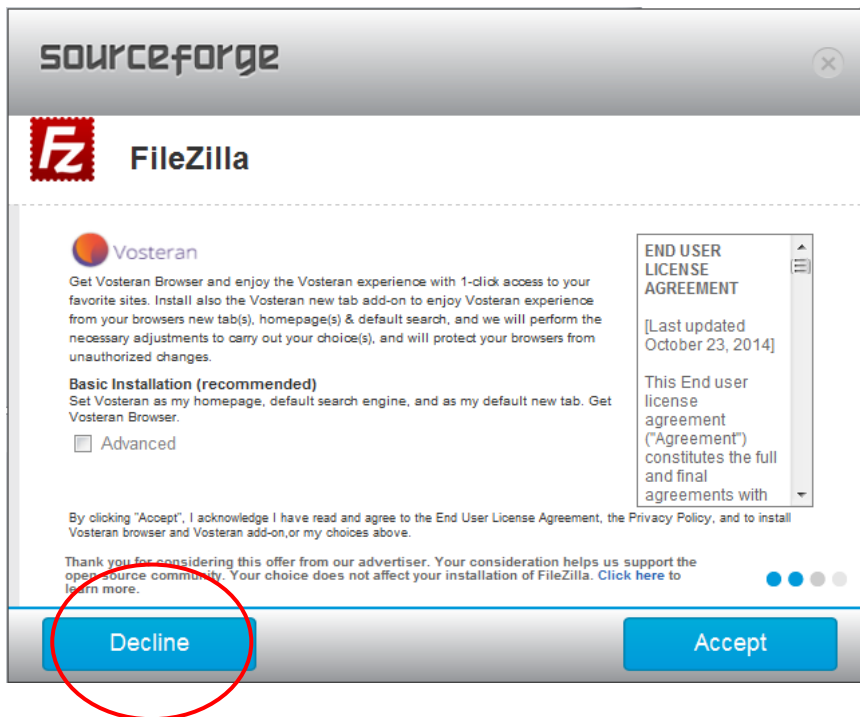 sourceforge
FileZilla
Vosteran
Get Vosteran Browser and enjoy the Vosteran experience with 1-click access to your
favorite sites. Install also the Vosteran new tab add-on to enjoy Vosteran experience
from your browsers new tab(s), homepage(s) & default search, and we will perform the
necessary adjustments to carry out your choice(s), and will protect your browsers from
unauthorized changes.
Basic Installation (recommended)
Set Vosteran as my homepage, default search engine, and as my default new tab. Get
Vosteran Browser.
Advanced
END USER
LICENSE
AGREEMENT
[Last updated
October 23, 2014]
This End user
license
agreement
("Agreement")
constitutes the full
and final
agreements with
By clicking "Accept", I acknowledge I have read and agree to the End User License Agreement, the Privacy Policy, and to install
Vosteran browser and Vosteran add-on,or my choices above.
Thank you for considering this offer from our advertiser. Your consideration helps us support the
open source community. Your choice does not affect your installation of FileZilla. Click here to
learn more.
Decline
Accept